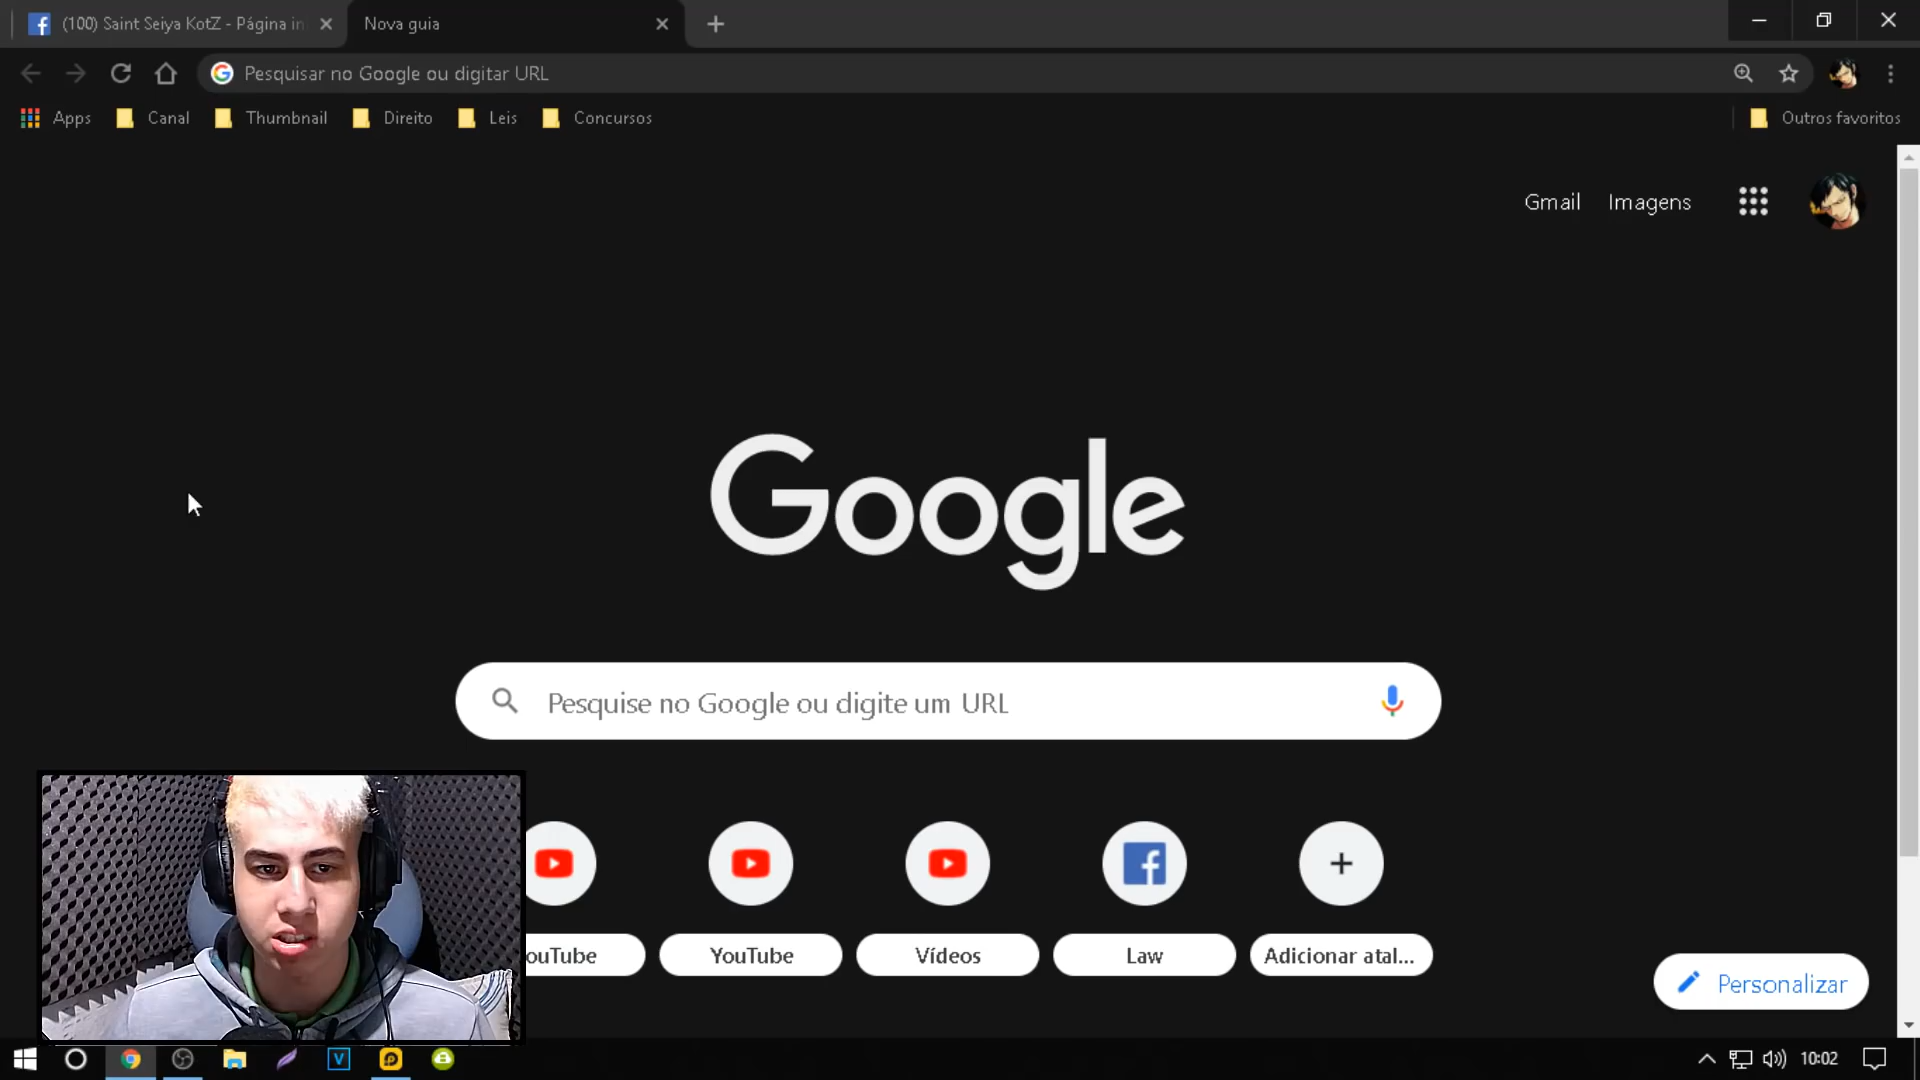 (100) Saint Seiya KotZ - Página in
Nova guia
Pesquisar no Google ou digitar URL
Apps
Canal
Thumbnail
Direito
Leis
Concursos
Outros favoritos
Gmail
Imagens
Google
Pesquise no Google ou digite um URL
ouTube
YouTube
Vídeos
Law
Adicionar atal...
Personalizar
10:02